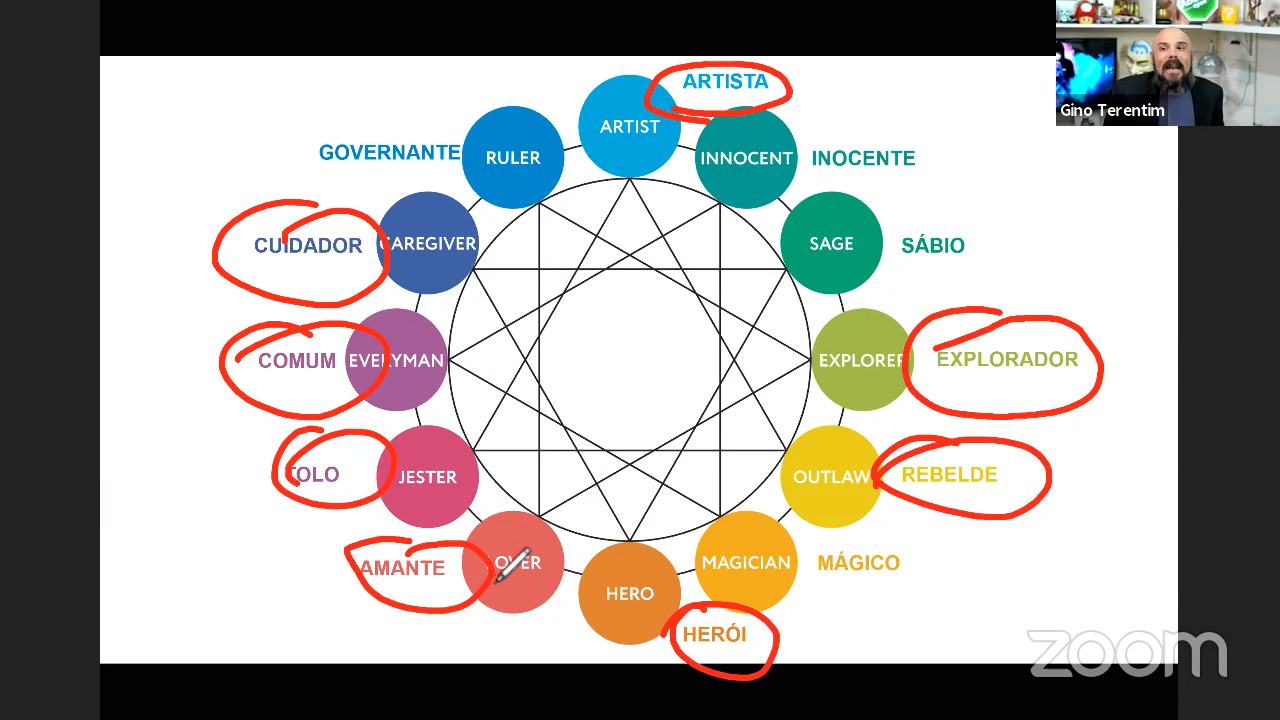 ARTISTA
Gino Terentim
ARTIST
GOVERNANTE
RULER
INNOCENT
INOCENTE
CUIDADOR
CAREGIVER
SAGE
SÁBIO
COMUM
EVERYMAN
EXPLORER
EXPLORADOR
TOLO
JESTER
OUTLAW
REBELDE
AMANTE
LOVER
MAGICIAN
MÁGICO
HERO
HERÓI
zoom